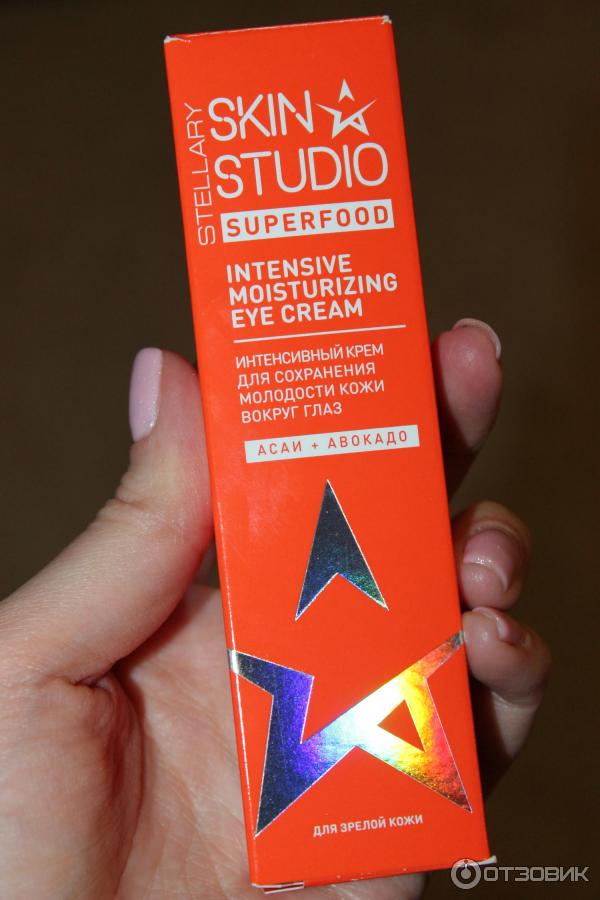 STELLARY
SKIN
STUDIO
SUPERFOOD
INTENSIVE
MOISTURIZING
EYE CREAM
ИНТЕНСИВНЫЙ КРЕМ
ДЛЯ СОХРАНЕНИЯ
МОЛОДОСТИ КОЖИ
ВОКРУГ ГЛАЗ
АСАИ + АВОКАДО
ДЛЯ ЗРЕЛОЙ КОЖИ
ОТЗОВИК